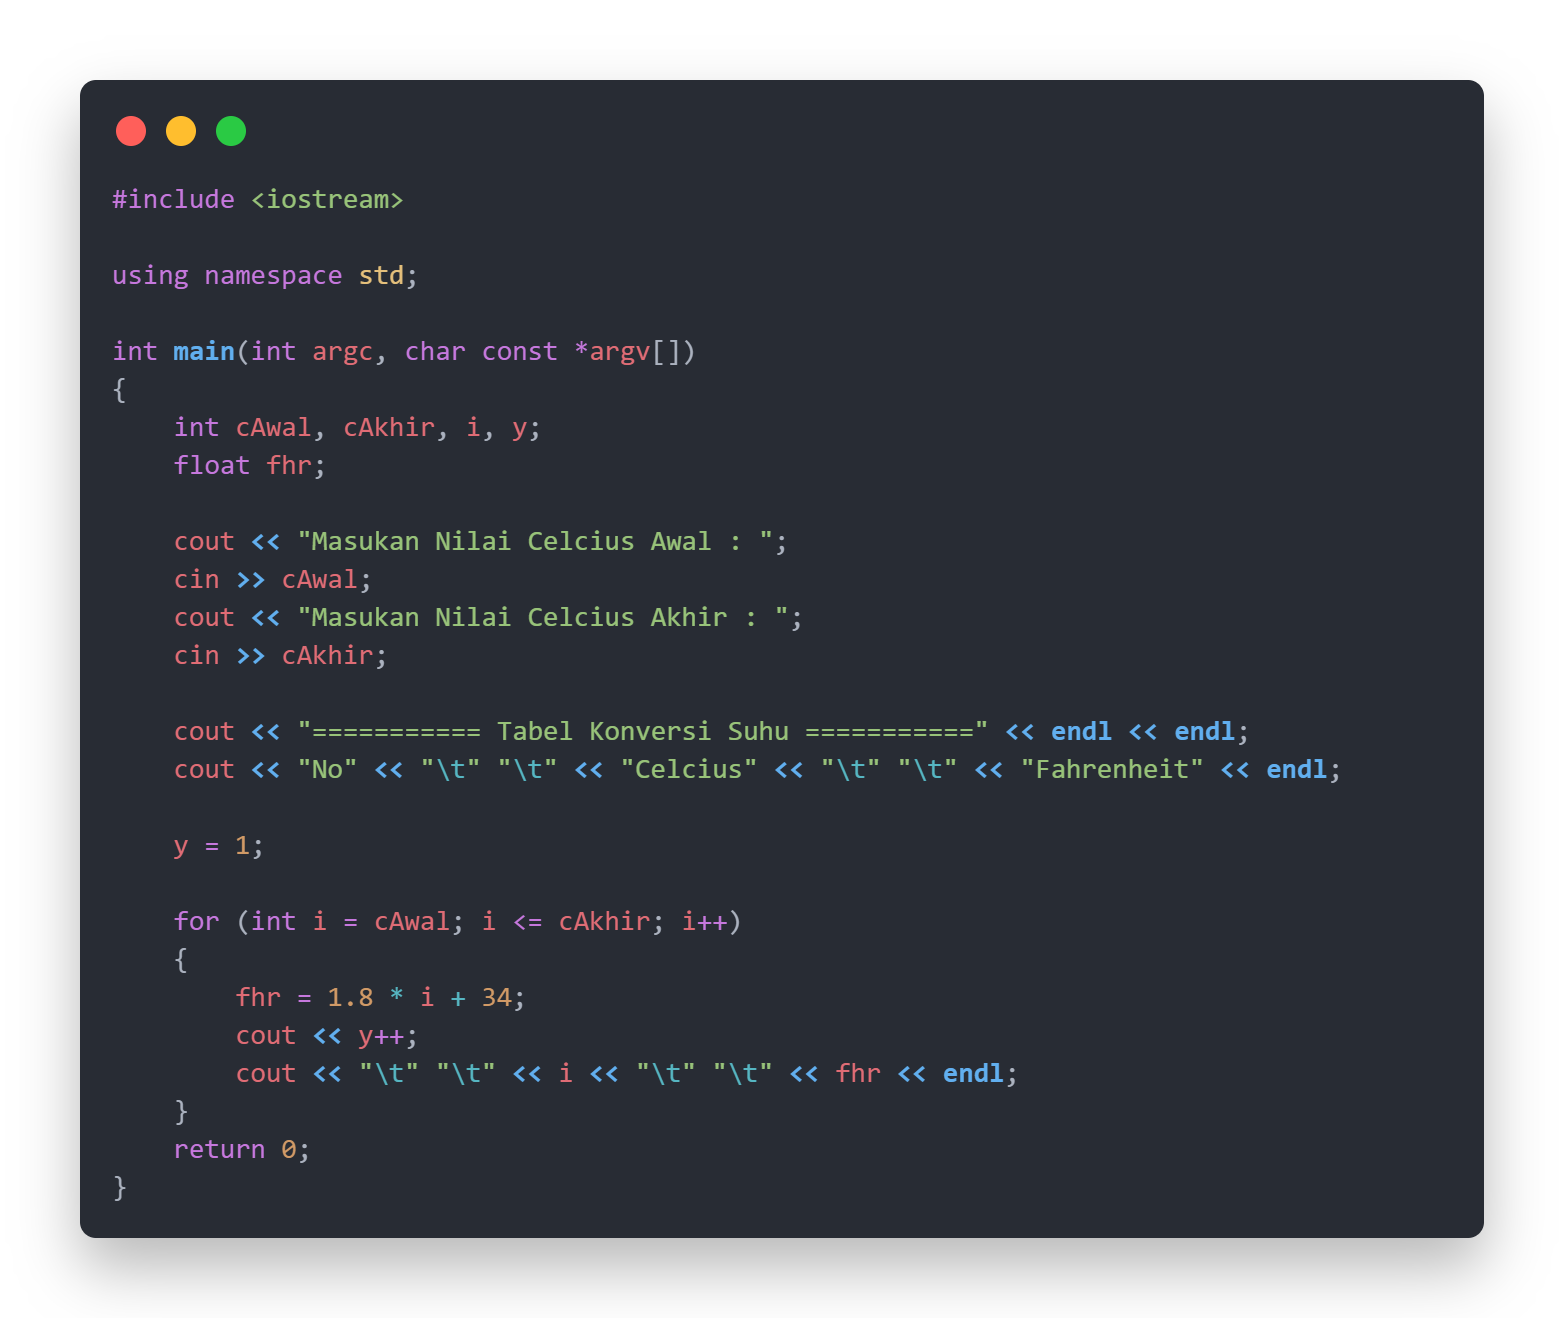 #include <iostream>

using namespace std;

int main(int argc, char const *argv[])
{
    int cAwal, cAkhir, i, y;
    float fhr;

    cout << "Masukan Nilai Celcius Awal : ";
    cin >> cAwal;
    cout << "Masukan Nilai Celcius Akhir : ";
    cin >> cAkhir;

    cout << "=========== Tabel Konversi Suhu ===========" << endl << endl;
    cout << "No" << "\t" "\t" << "Celcius" << "\t" "\t" << "Fahrenheit" << endl;

    y = 1;

    for (int i = cAwal; i <= cAkhir; i++)
    {
        fhr = 1.8 * i + 34;
        cout << y++;
        cout << "\t" "\t" << i << "\t" "\t" << fhr << endl;
    }
    return 0;
}